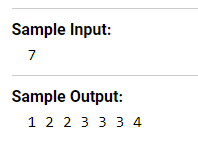 Sample Input:
7
Sample Output:
1 2 2 3 3 3 4